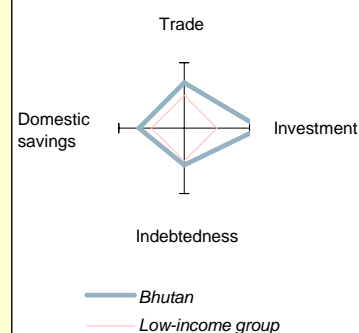 Trade
Domestic
savings
Investment
Indebtedness
Bhutan
Low-income group